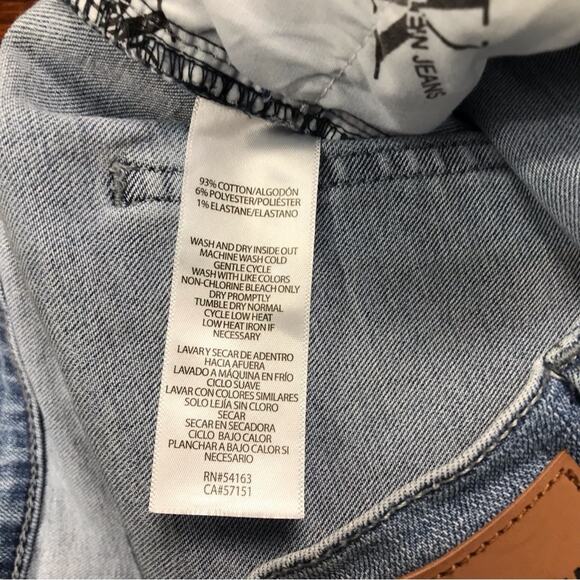 K
N JEANS
93% COTTON/ALGODÓN
6% POLYESTER/POLIÉSTER
1% ELASTANE/ELASTANO
WASH AND DRY INSIDE OUT
MACHINE WASH COLD
GENTLE CYCLE
WASH WITH LIKE COLORS
NON-CHLORINE BLEACH ONLY
DRY PROMPTLY
TUMBLE DRY NORMAL
CYCLE LOW HEAT
LOW HEAT IRON IF
NECESSARY
LAVAR Y SECAR DE ADENTRO
HACIA AFUERA
LAVADO A MÁQUINA EN FRÍO
CICLO SUAVE
LAVAR CON COLORES SIMILARES
SOLO LEJÍA SIN CLORO
SECAR
SECAR EN SECADORA
CICLO BAJO CALOR
PLANCHAR A BAJO CALOR SI
NECESARIO
RN#54163
CA#57151